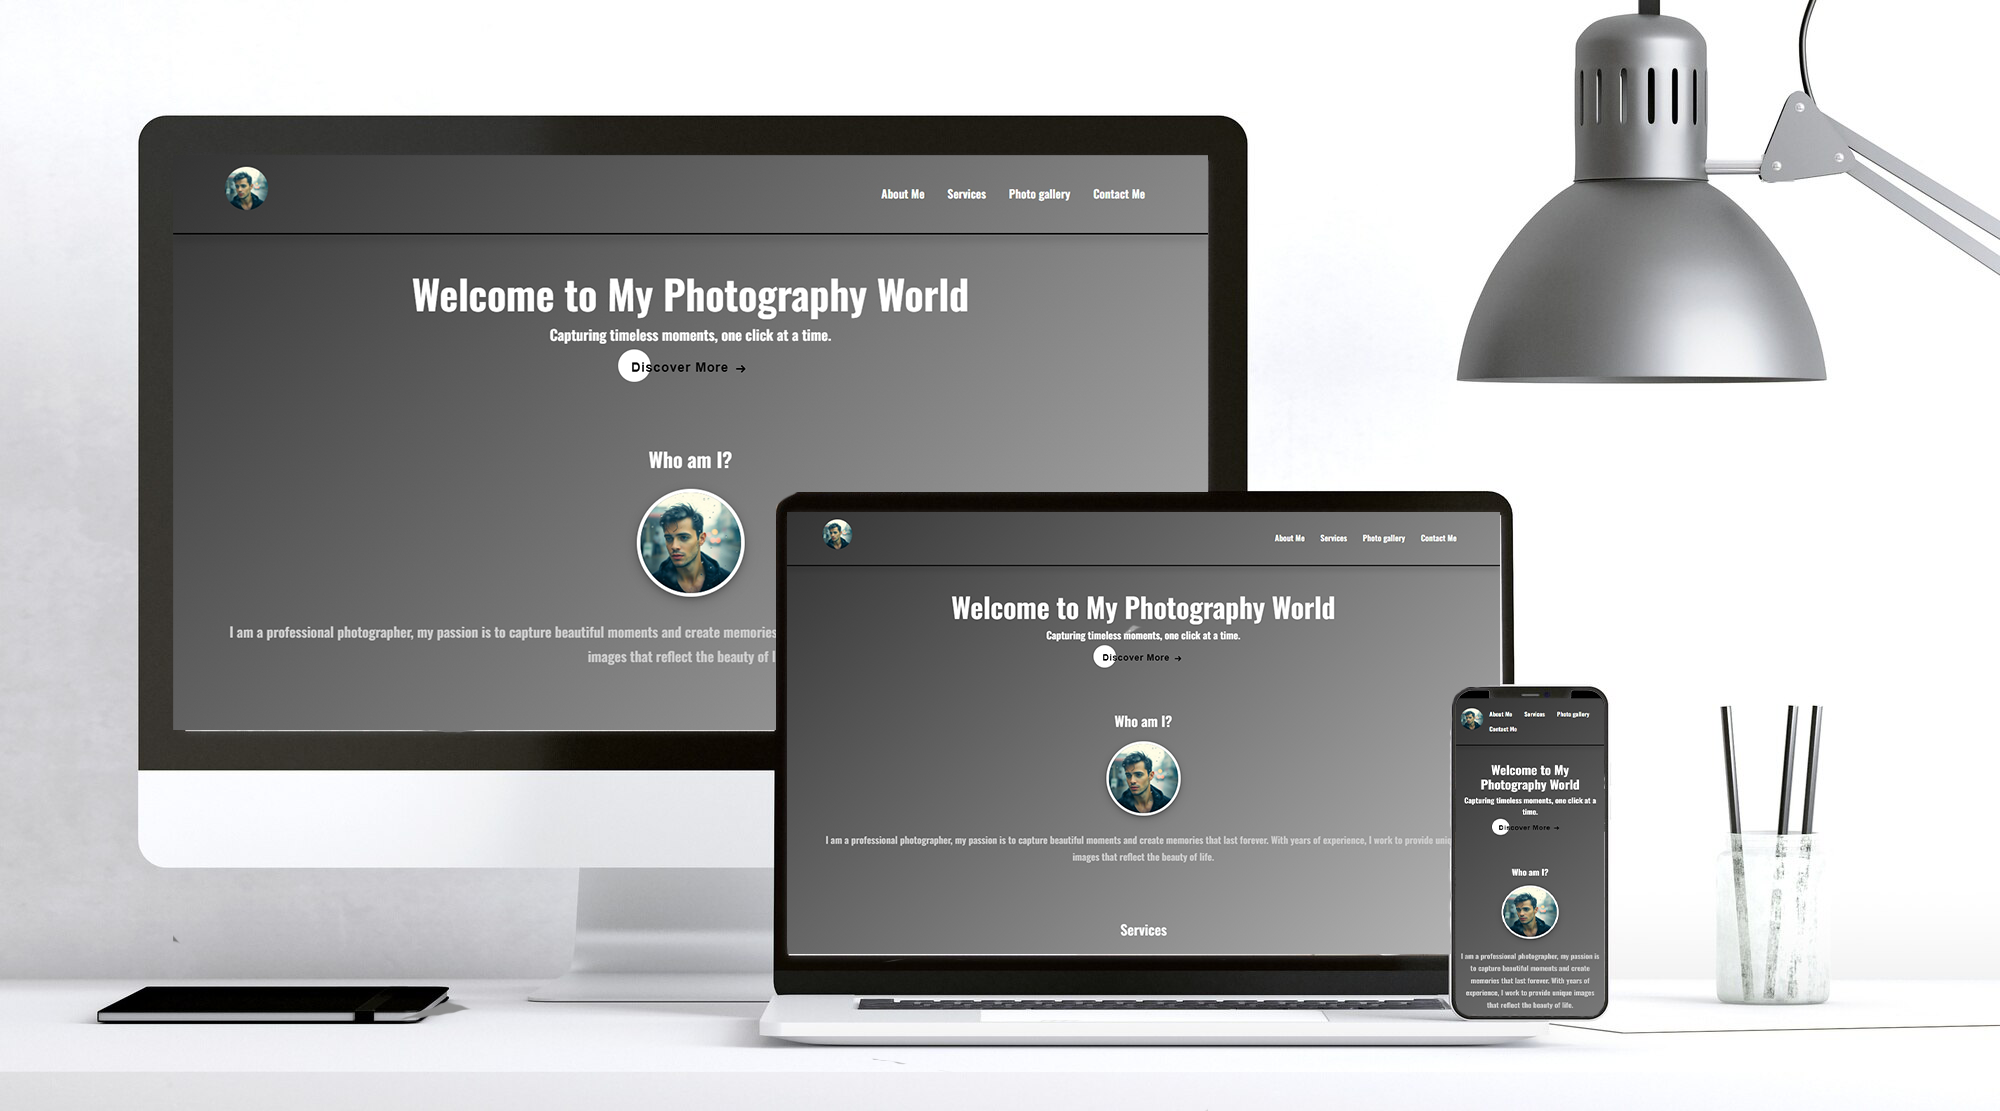 About Me Services Photo gallery Contact Me
Welcome to My Photography World
Capturing timeless moments, one click at a time.
Discover More →
Who am I?
I am a professional photographer, my passion is to capture beautiful moments and create memories
images that reflect the beauty of
About Me Services Photo gallery Contact Me
Welcome to My Photography World
Capturing timeless moments, one click at a time.
Discover More →
Who am I?
I am a professional photographer, my passion is to capture beautiful moments and create memories that last forever. With years of experience, I work to provide
images that reflect the beauty of life.
Services
About Me Services Photo gallery
Contact Me
Welcome to My
Photography World
Capturing timeless moments, one click at a
time.
Discover More →
Who am I?
I am a professional photographer, my passion is
to capture beautiful moments and create
memories that last forever. With years of
experience, I work to provide unique images
that reflect the beauty of life.